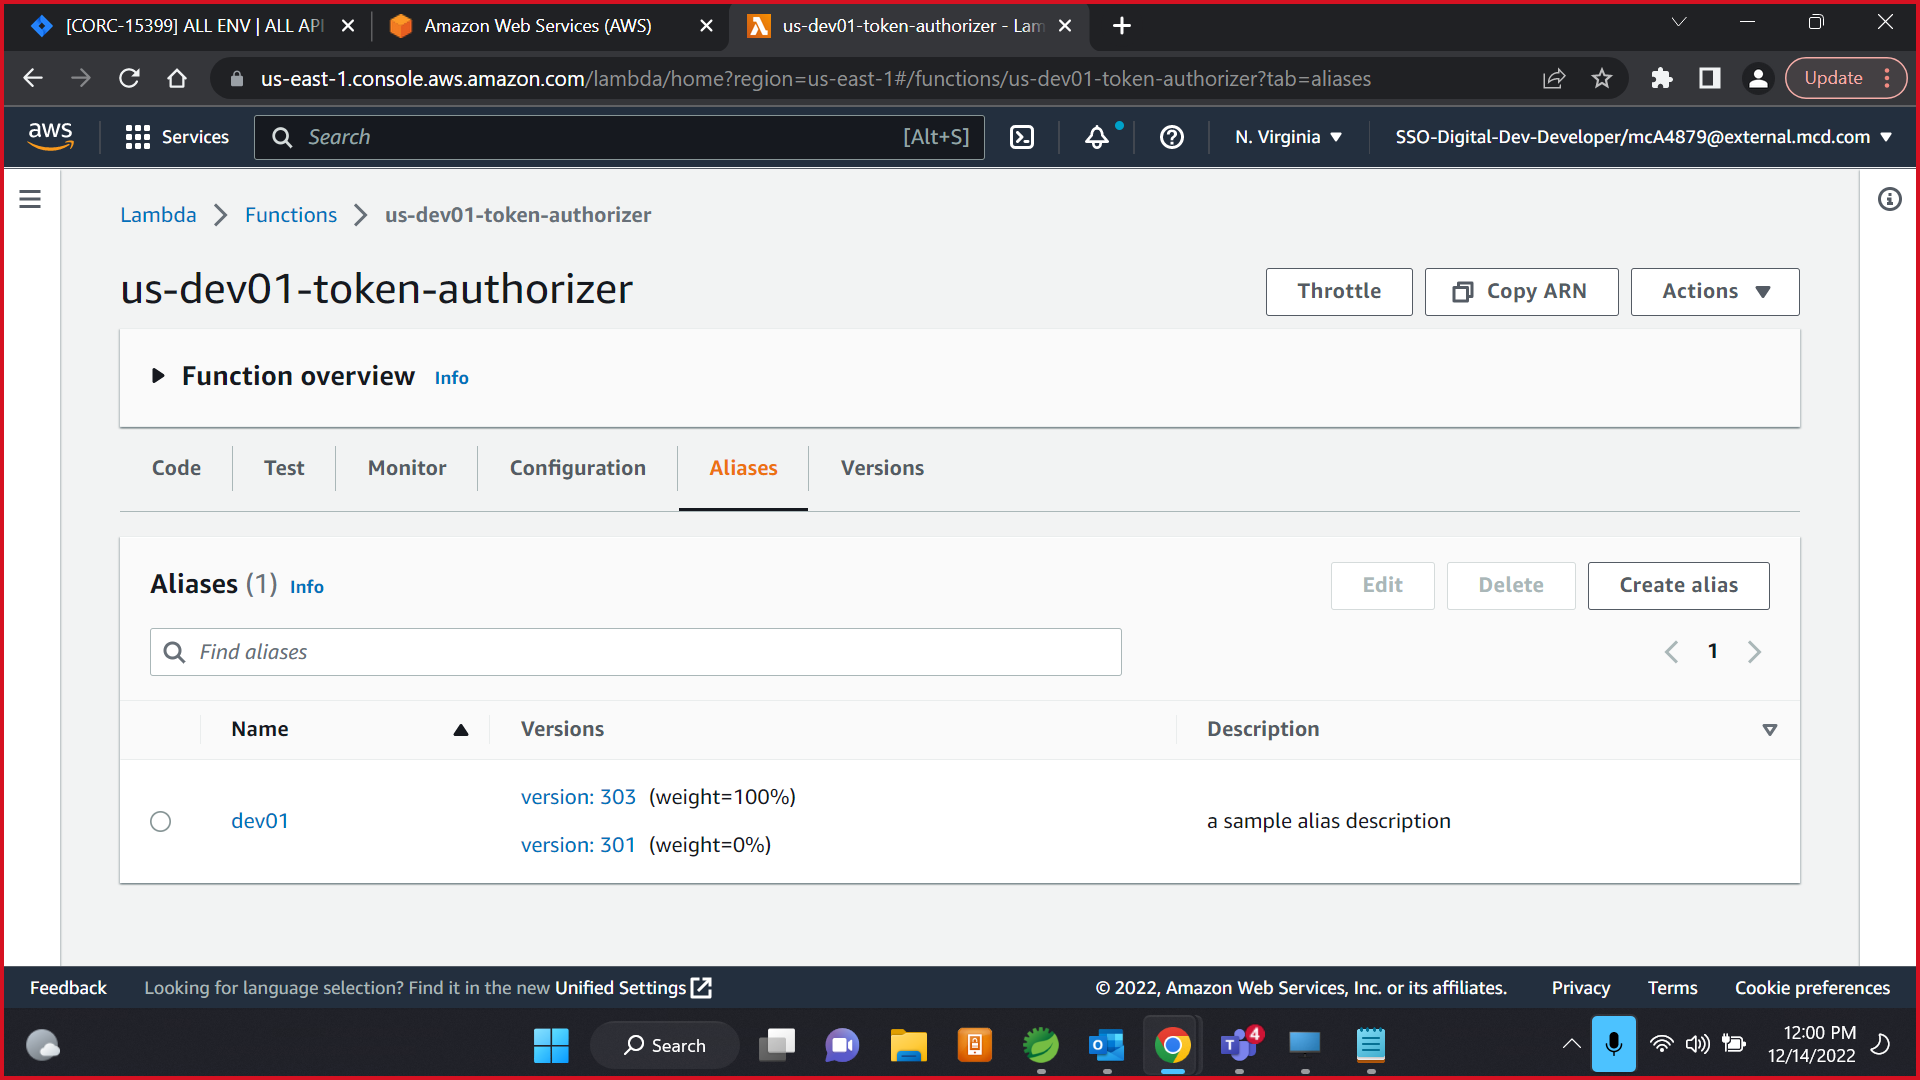 [CORC-15399] ALL ENV | ALL API
Amazon Web Services (AWS)
us-dev01-token-authorizer - Lam
us-east-1.console.aws.amazon.com/lambda/home?region=us-east-1#/functions/us-dev01-token-authorizer?tab=aliases
Update
aws
Services
Search
[Alt+S]
N. Virginia
SSO-Digital-Dev-Developer/mcA4879@external.mcd.com
Lambda
Functions
us-dev01-token-authorizer
us-dev01-token-authorizer
Throttle
Copy ARN
Actions
Function overview Info
Code
Test
Monitor
Configuration
Aliases
Versions
Aliases (1) Info
Edit
Delete
Create alias
Find aliases
1
Name
Versions
Description
dev01
version: 303 (weight=100%)
version: 301 (weight=0%)
a sample alias description
Feedback
Looking for language selection? Find it in the new Unified Settings
© 2022, Amazon Web Services, Inc. or its affiliates.
Privacy
Terms
Cookie preferences
Search
4
12:00 PM
12/14/2022